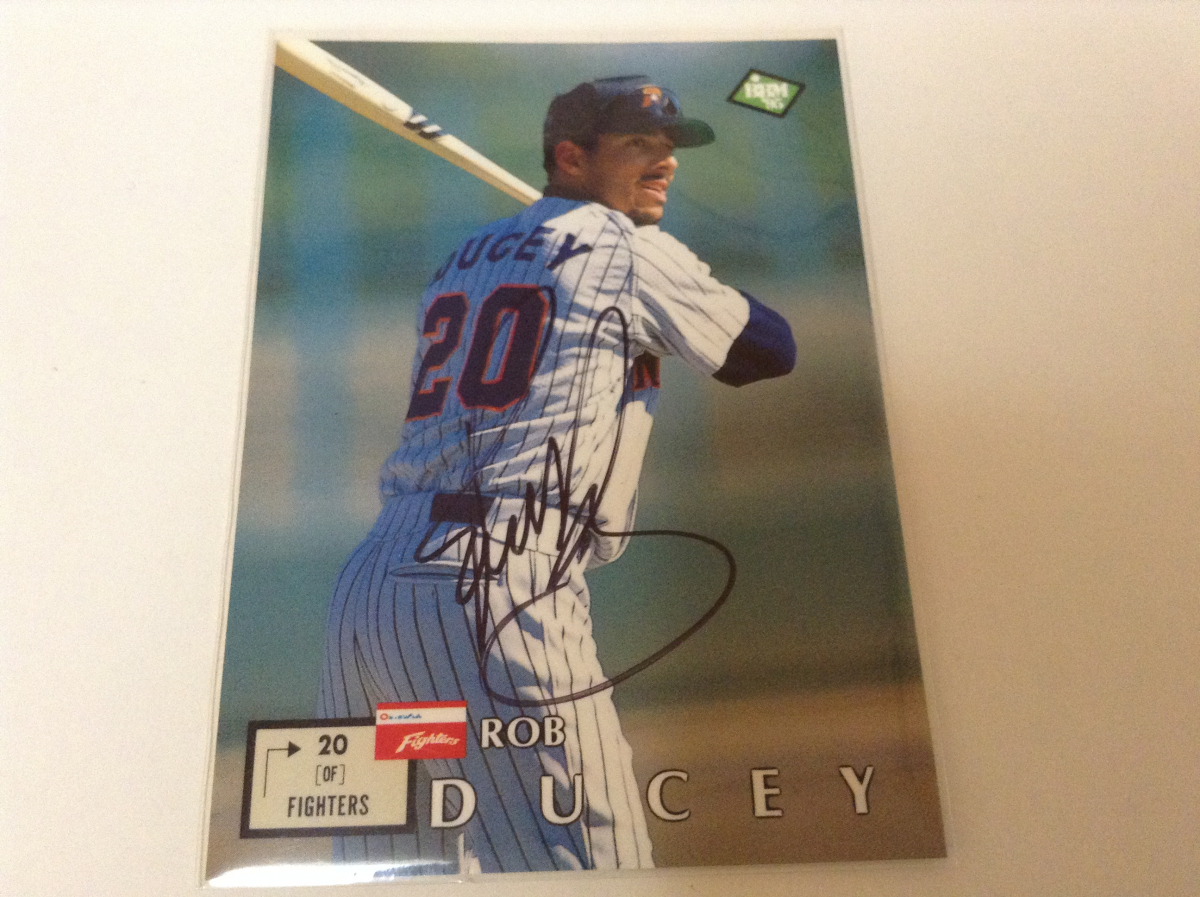 BBM
'95
DUCEY
20
N
20
[OF]
FIGHTERS
Fighters
ROB
DUCEY